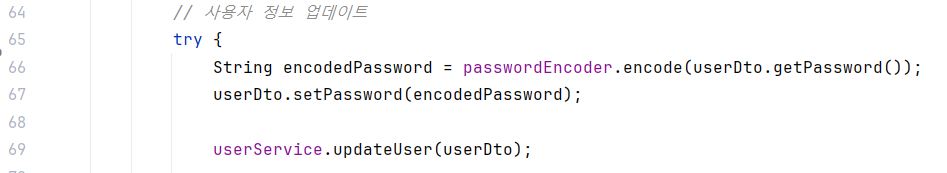 64 // 사용자 정보 업데이트
65 try {
66 String encodedPassword = passwordEncoder.encode(userDto.getPassword());
67 userDto.setPassword(encodedPassword);
68
69 userService.updateUser(userDto);